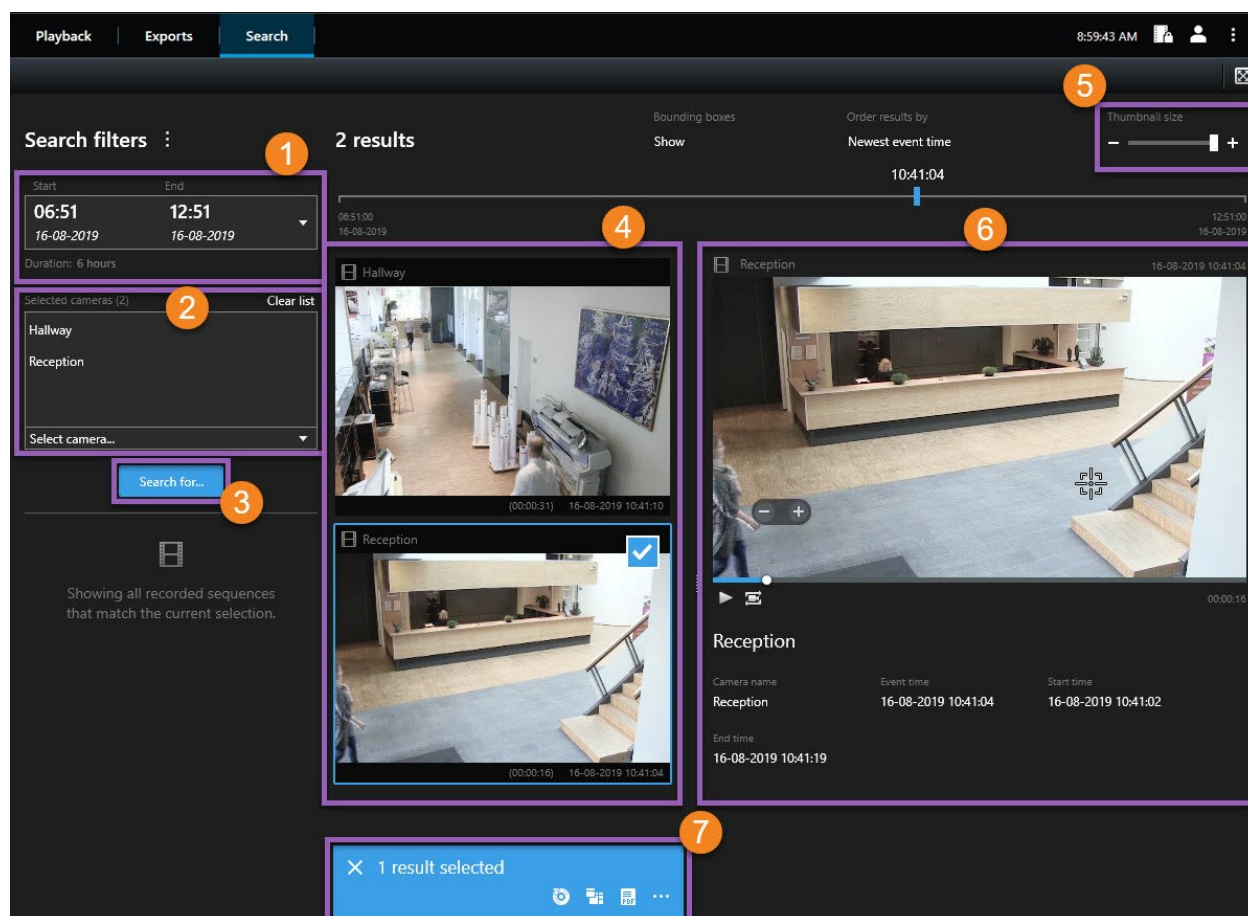 Playback Exports Search 8:59:43 AM
5
Search filters
1
Start End
06:51 12:51
16-08-2019 16-08-2019
Duration: 6 hours
2
Selected cameras (2) Clear list
Hallway
Reception
Select camera...
Search for...
3
Showing all recorded sequences
that match the current selection.
2 results
Bounding boxes
Show
Order results by
Newest event time
Thumbnail size
10:41:04
06:51:00
16-08-2019
12:51:00
16-08-2019
4
Hallway
(00:00:31) 16-08-2019 10:41:10
Reception
(00:00:16) 16-08-2019 10:41:04
6
Reception 16-08-2019 10:41:04
00:00:16
Reception
Camera name Event time Start time
Reception 16-08-2019 10:41:04 16-08-2019 10:41:02
End time
16-08-2019 10:41:19
7
1 result selected
PDF